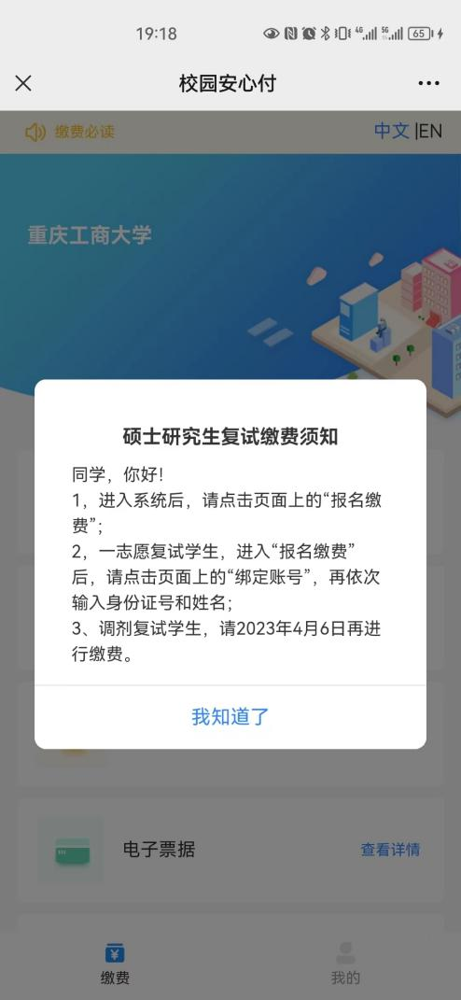 19:18
4G
5G
65
校园安心付
缴费必读
中文 |EN
重庆工商大学
硕士研究生复试缴费须知
同学，你好！
1，进入系统后，请点击页面上的“报名缴
费”；
2，一志愿复试学生，进入“报名缴费”
后，请点击页面上的“绑定账号”，再依次
输入身份证号和姓名；
3、调剂复试学生，请2023年4月6日再进
行缴费。
我知道了
电子票据
查看详情
缴费
我的